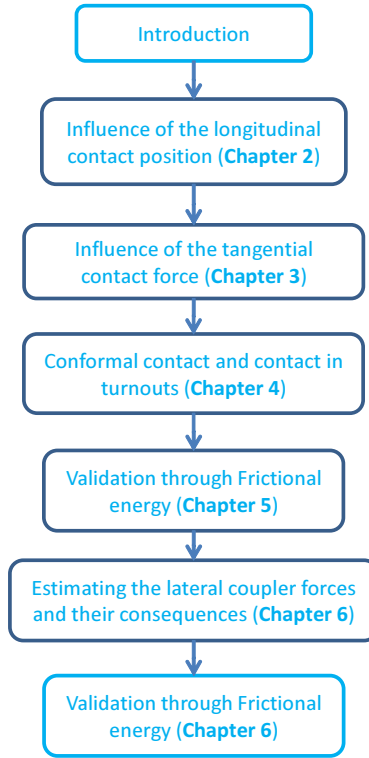 Introduction
Influence of the longitudinal
contact position (Chapter 2)
Influence of the tangential
contact force (Chapter 3)
Conformal contact and contact in
turnouts (Chapter 4)
Validation through Frictional
energy (Chapter 5)
Estimating the lateral coupler forces
and their consequences (Chapter 6)
Validation through Frictional
energy (Chapter 6)